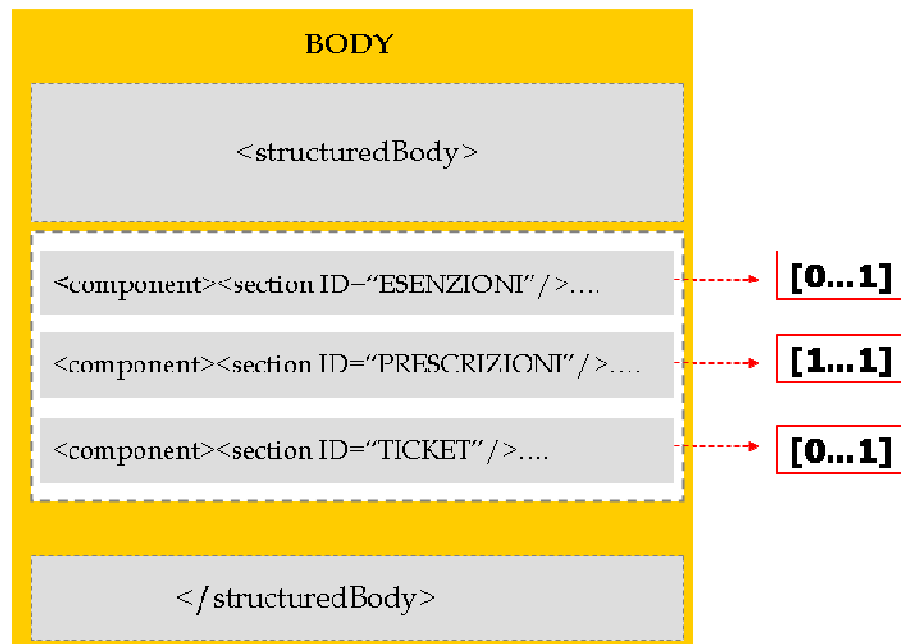 BODY
<structuredBody>
<component><section ID=“ESENZIONI”/>.... [0...1]
<component><section ID=“PRESCRIZIONI”/>.... [1...1]
<component><section ID=“TICKET”/>.... [0...1]
</structuredBody>